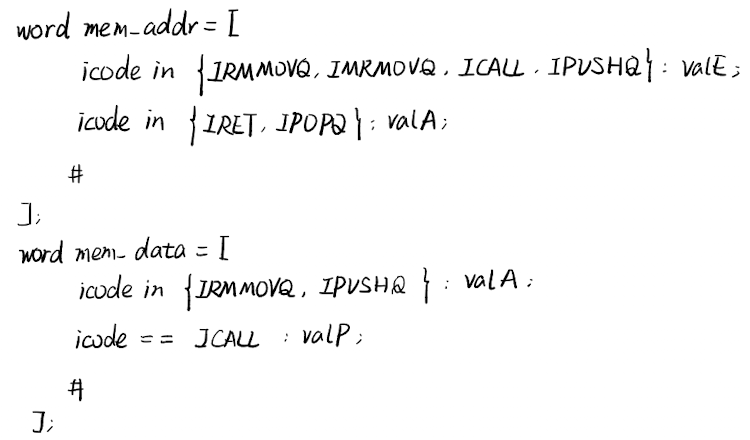 word mem_addr = [
icode in {IRMMOVQ, IMRMOVQ, ICALL, IPUSHQ} : valE;
icode in {IRET, IPOPQ} : valA;
#
];
word mem_data = [
icode in {IRMMOVQ, IPUSHQ } : valA;
icode == ICALL : valP;
#
];